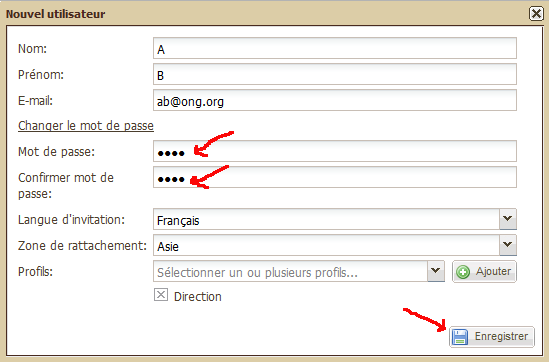 Nouvel utilisateur
Nom: A
Prénom: B
E-mail: ab@ong.org
Changer le mot de passe
Mot de passe: ●●●●
Confirmer mot de
passe: ●●●●
Langue d'invitation: Français
Zone de rattachement: Asie
Profils: Sélectionner un ou plusieurs profils... Ajouter
Direction
Enregistrer